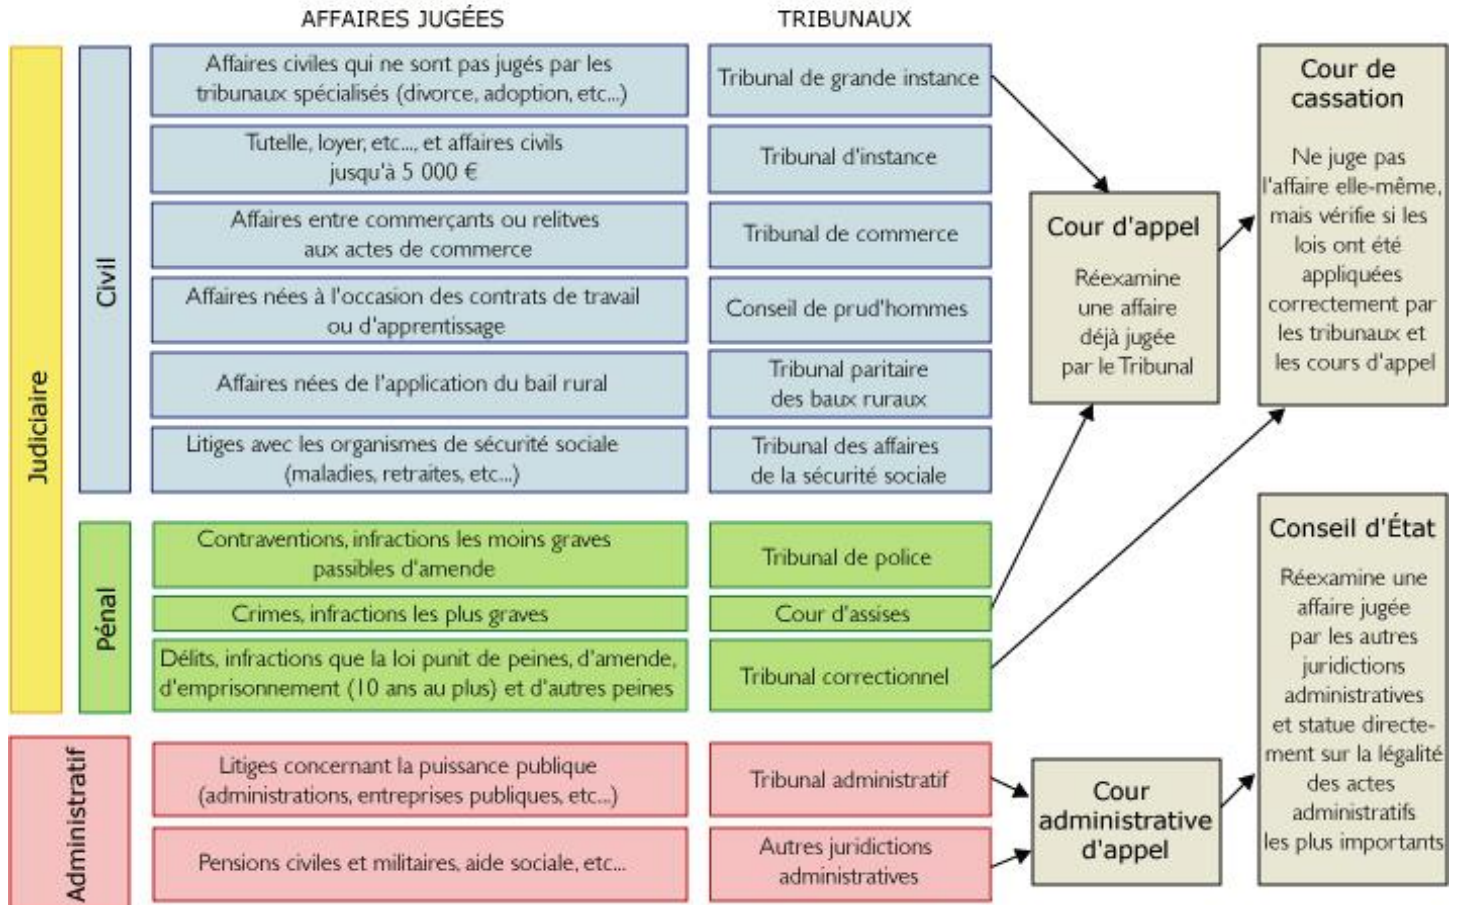 AFFAIRES JUGÉES
TRIBUNAUX
Judiciaire
Civil
Affaires civiles qui ne sont pas jugés par les
tribunaux spécialisés (divorce, adoption, etc...)
Tribunal de grande instance
Tutelle, loyer, etc..., et affaires civils
jusqu'à 5 000 €
Tribunal d'instance
Affaires entre commerçants ou relitves
aux actes de commerce
Tribunal de commerce
Affaires nées à l'occasion des contrats de travail
ou d'apprentissage
Conseil de prud'hommes
Affaires nées de l'application du bail rural
Tribunal paritaire
des baux ruraux
Litiges avec les organismes de sécurité sociale
(maladies, retraites, etc...)
Tribunal des affaires
de la sécurité sociale
Pénal
Contraventions, infractions les moins graves
passibles d'amende
Tribunal de police
Crimes, infractions les plus graves
Cour d'assises
Délits, infractions que la loi punit de peines, d'amende,
d'emprisonnement (10 ans au plus) et d'autres peines
Tribunal correctionnel
Administratif
Litiges concernant la puissance publique
(administrations, entreprises publiques, etc...)
Tribunal administratif
Pensions civiles et militaires, aide sociale, etc...
Autres juridictions
administratives
Cour d'appel
Réexamine
une affaire
déjà jugée
par le Tribunal
Cour
administrative
d'appel
Cour de
cassation
Ne juge pas
l'affaire elle-même,
mais vérifie si les
lois ont été
appliquées
correctement par
les tribunaux et
les cours d'appel
Conseil d'État
Réexamine une
affaire jugée
par les autres
juridictions
administratives
et statue directe-
ment sur la légalité
des actes
administratifs
les plus importants